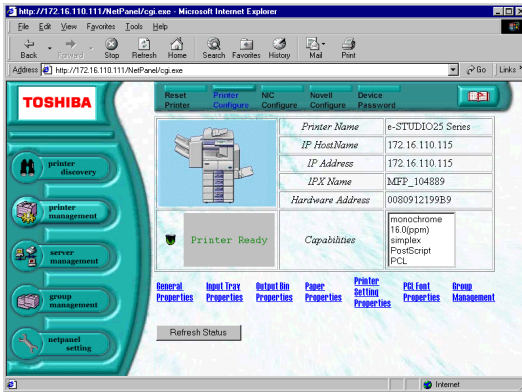 http://172.16.110.111/NetPanel/cgi.exe - Microsoft Internet Explorer
File Edit View Favorites Tools Help
Back Forward Stop Refresh Home Search Favorites History Mail Print
Address http://172.16.110.111/NetPanel/cgi.exe Go Links »
TOSHIBA
Reset Printer
Printer Configure
NIC Configure
Novell Configure
Device Password
printer discovery
printer management
server management
group management
netpanel setting
Printer Name e-STUDIO25 Series
IP HostName 172.16.110.115
IP Address 172.16.110.115
IPX Name MFP_104889
Hardware Address 0080912199B9
Printer Ready
Capabilities
monochrome
16.0(ppm)
simplex
PostScript
PCL
General Properties
Input Tray Properties
Output Bin Properties
Paper Properties
Printer Setting Properties
PCL Font Properties
Group Management
Refresh Status
Internet